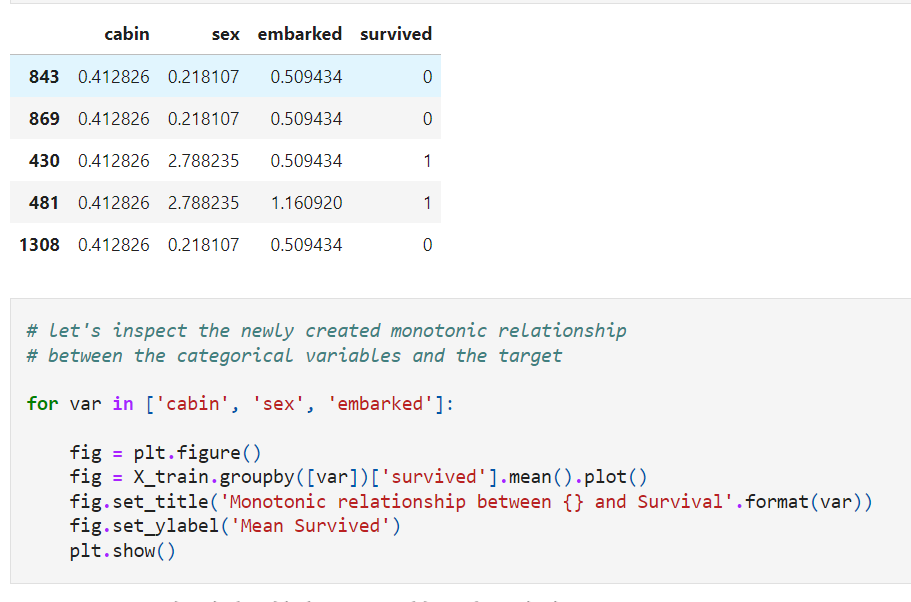 cabin sex embarked survived
843 0.412826 0.218107 0.509434 0
869 0.412826 0.218107 0.509434 0
430 0.412826 2.788235 0.509434 1
481 0.412826 2.788235 1.160920 1
1308 0.412826 0.218107 0.509434 0
# let's inspect the newly created monotonic relationship
# between the categorical variables and the target
for var in ['cabin', 'sex', 'embarked']:
    fig = plt.figure()
    fig = X_train.groupby([var])['survived'].mean().plot()
    fig.set_title('Monotonic relationship between {} and Survival'.format(var))
    fig.set_ylabel('Mean Survived')
    plt.show()